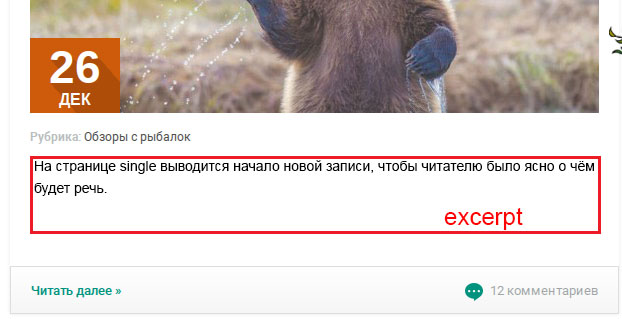 26
ДЕК
Рубрика: Обзоры с рыбалок
На странице single выводится начало новой записи, чтобы читателю было ясно о чём
будет речь.
excerpt
Читать далее »
12 комментариев